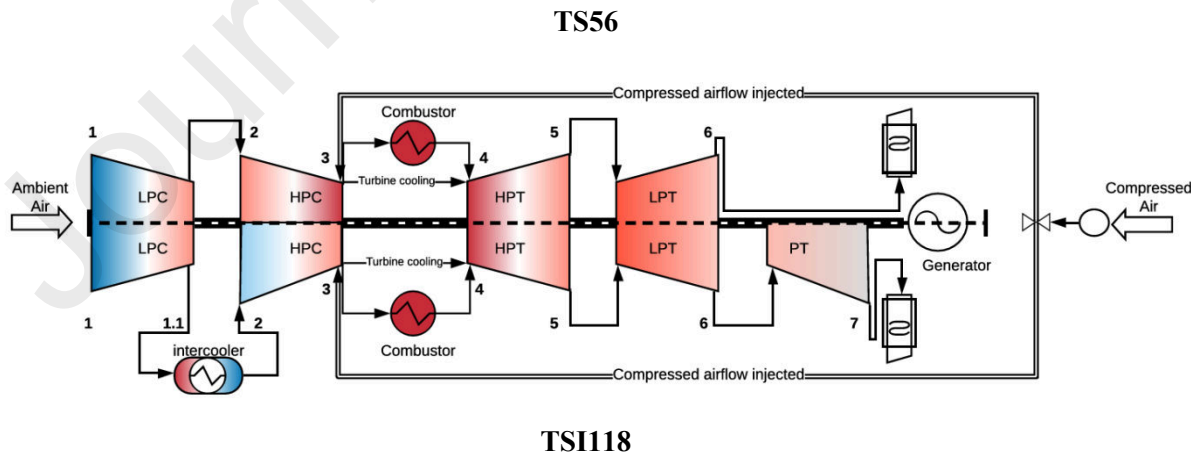 TS56
Journ
Compressed airflow injected
Combustor
1
2
3
4
5
6
Ambient
Air
LPC
HPC
Turbine cooling
HPT
LPT
Compressed
Air
LPC
HPC
Turbine cooling
HPT
LPT
PT
Generator
1
1.1
2
3
4
5
6
7
intercooler
Combustor
Compressed airflow injected
TSI118